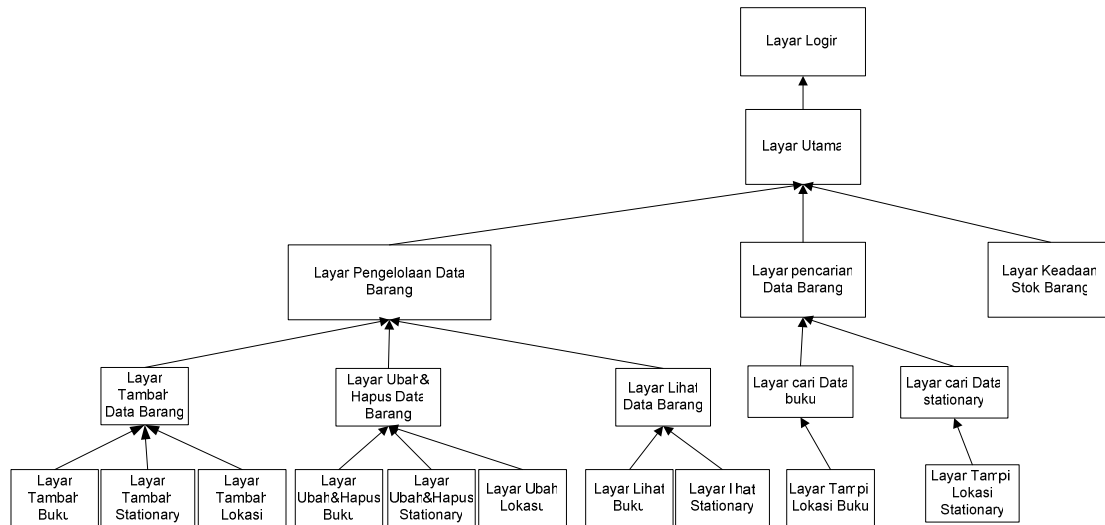 Layar Login
Layar Utama
Layar Pengelolaan Data
Barang
Layar pencarian
Data Barang
Layar Keadaan
Stok Barang
Layar
Tambah
Data Barang
Layar Ubah&
Hapus Data
Barang
Layar Lihat
Data Barang
Layar cari Data
buku
Layar cari Data
stationary
Layar
Tambah
Buku
Layar
Tambah
Stationary
Layar
Tambah
Lokasi
Layar
Ubah&Hapus
Buku
Layar
Ubah&Hapus
Stationary
Layar Ubah
Lokasi
Layar Lihat
Buku
Layar lihat
Stationary
Layar Tampil
Lokasi Buku
Layar Tampil
Lokasi
Stationary